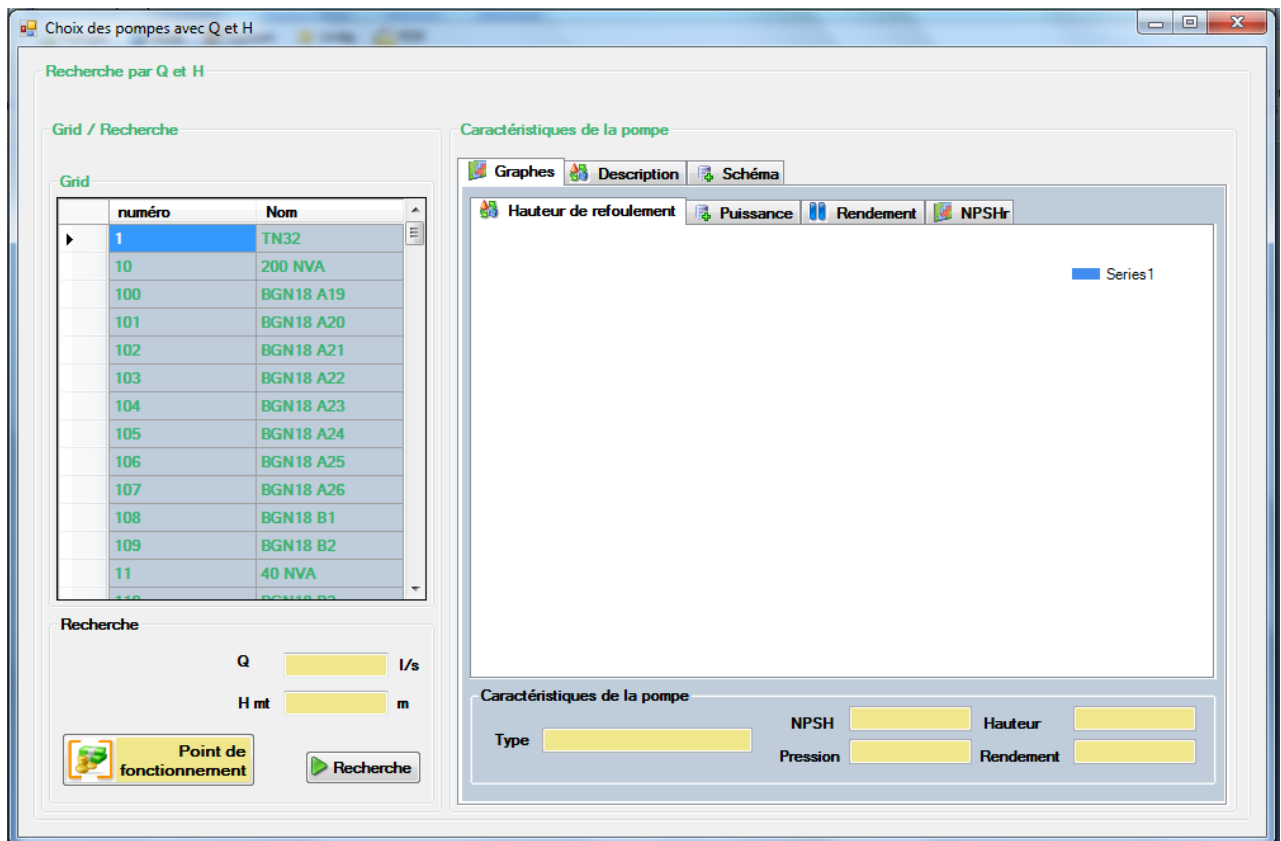 Choix des pompes avec Q et H
Recherche par Q et H
Grid / Recherche
Grid
numéro Nom
1 TN32
10 200 NVA
100 BGN18 A19
101 BGN18 A20
102 BGN18 A21
103 BGN18 A22
104 BGN18 A23
105 BGN18 A24
106 BGN18 A25
107 BGN18 A26
108 BGN18 B1
109 BGN18 B2
11 40 NVA
110 BGN18 B3
Recherche
Q l/s
H mt m
Point de
fonctionnement
Recherche
Caractéristiques de la pompe
Graphes Description Schéma
Hauteur de refoulement Puissance Rendement NPSHr
Series1
Caractéristiques de la pompe
Type
NPSH Hauteur
Pression Rendement